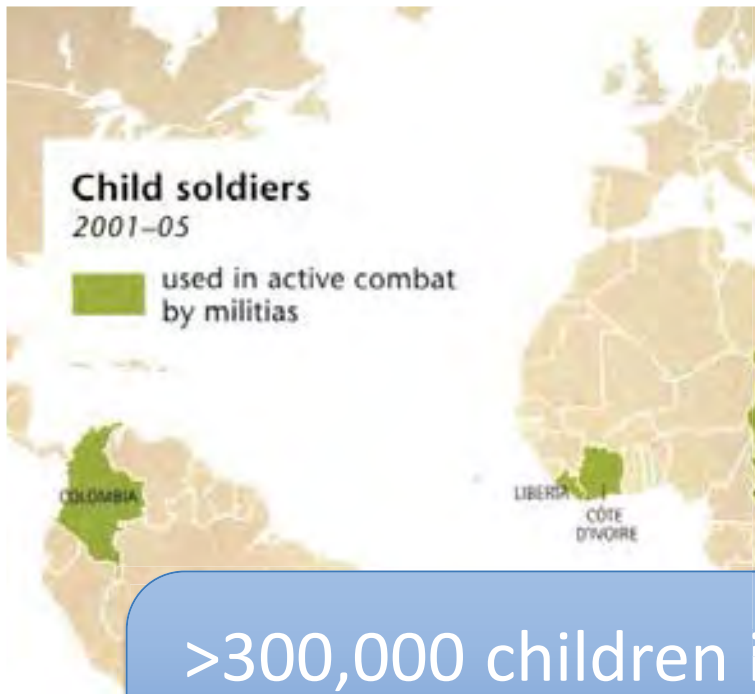 Child soldiers
2001–05
used in active combat
by militias
COLOMBIA
LIBERIA
CÔTE
D'IVOIRE
>300,000 children i